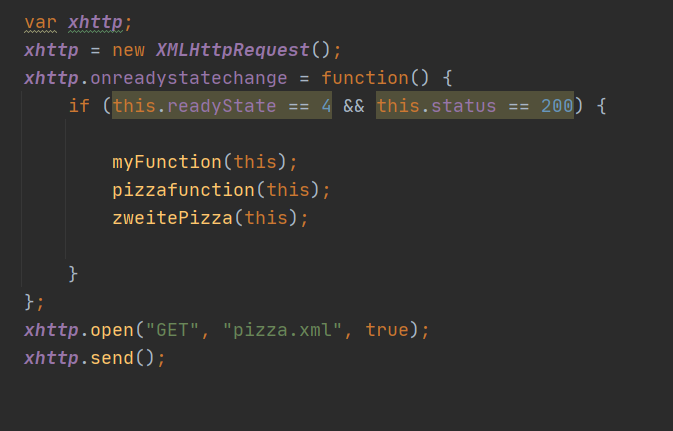 var xhttp;
xhttp = new XMLHttpRequest();
xhttp.onreadystatechange = function() {
if (this.readyState == 4 && this.status == 200) {
myFunction(this);
pizzafunction(this);
zweitePizza(this);
}
};
xhttp.open("GET", "pizza.xml", true);
xhttp.send();